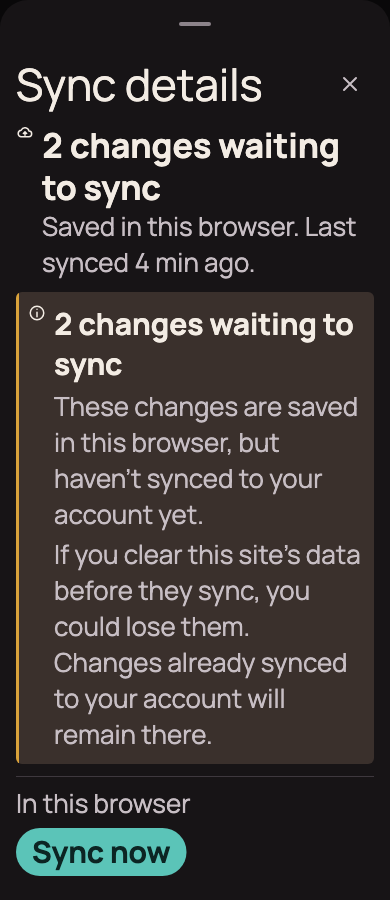 Sync details
2 changes waiting
to sync
Saved in this browser. Last
synced 4 min ago.
2 changes waiting to
sync
These changes are saved
in this browser, but
haven’t synced to your
account yet.
If you clear this site’s data
before they sync, you
could lose them.
Changes already synced
to your account will
remain there.
In this browser
Sync now